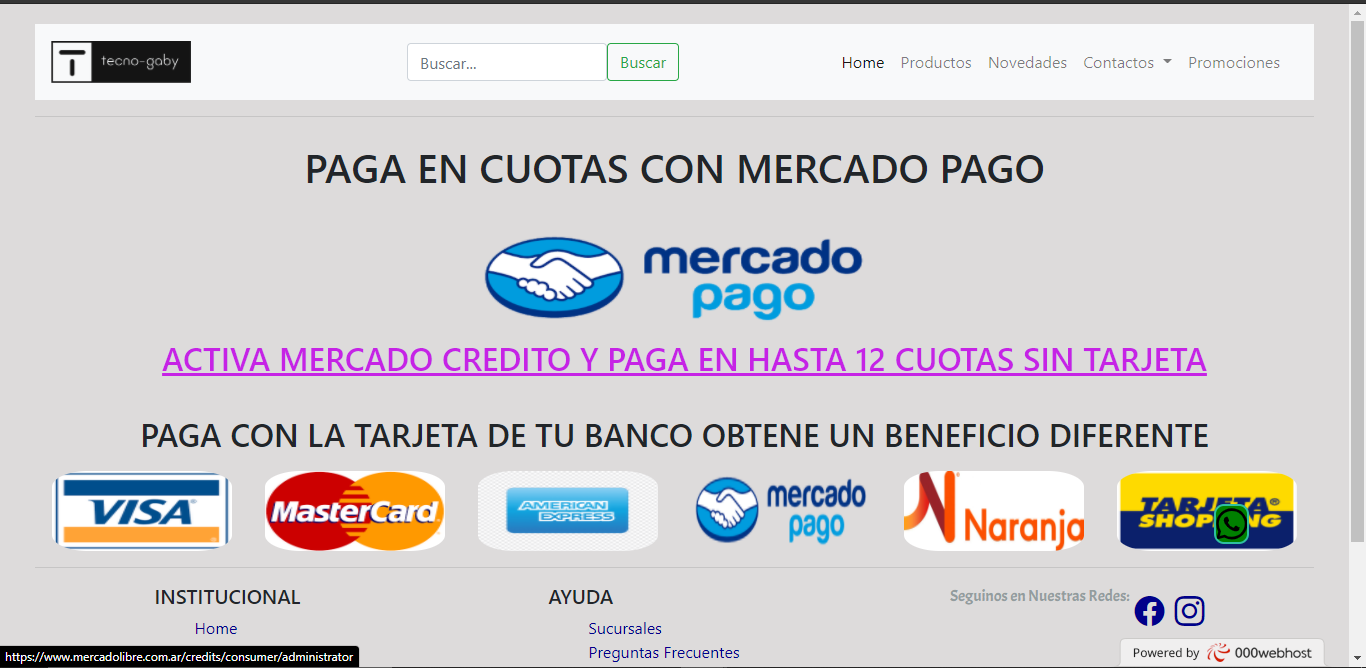 T tecno-gaby
Buscar...
Buscar
Home Productos Novedades Contactos Promociones
PAGA EN CUOTAS CON MERCADO PAGO
mercado
pago
ACTIVA MERCADO CREDITO Y PAGA EN HASTA 12 CUOTAS SIN TARJETA
PAGA CON LA TARJETA DE TU BANCO OBTENE UN BENEFICIO DIFERENTE
VISA
MasterCard
AMERICAN
EXPRESS
mercado
pago
N
Naranja
TARJETA
SHOPPING
INSTITUCIONAL
Home
AYUDA
Sucursales
Preguntas Frecuentes
Seguinos en Nuestras Redes:
https://www.mercadolibre.com.ar/credits/consumer/administrator
Powered by 000webhost